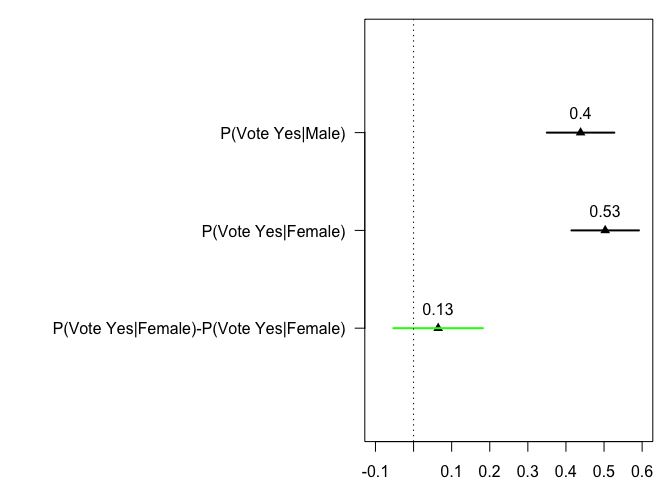 0.4
P(Vote Yes|Male)
0.53
P(Vote Yes|Female)
0.13
P(Vote Yes|Female)-P(Vote Yes|Female)
-0.1 0.1 0.2 0.3 0.4 0.5 0.6